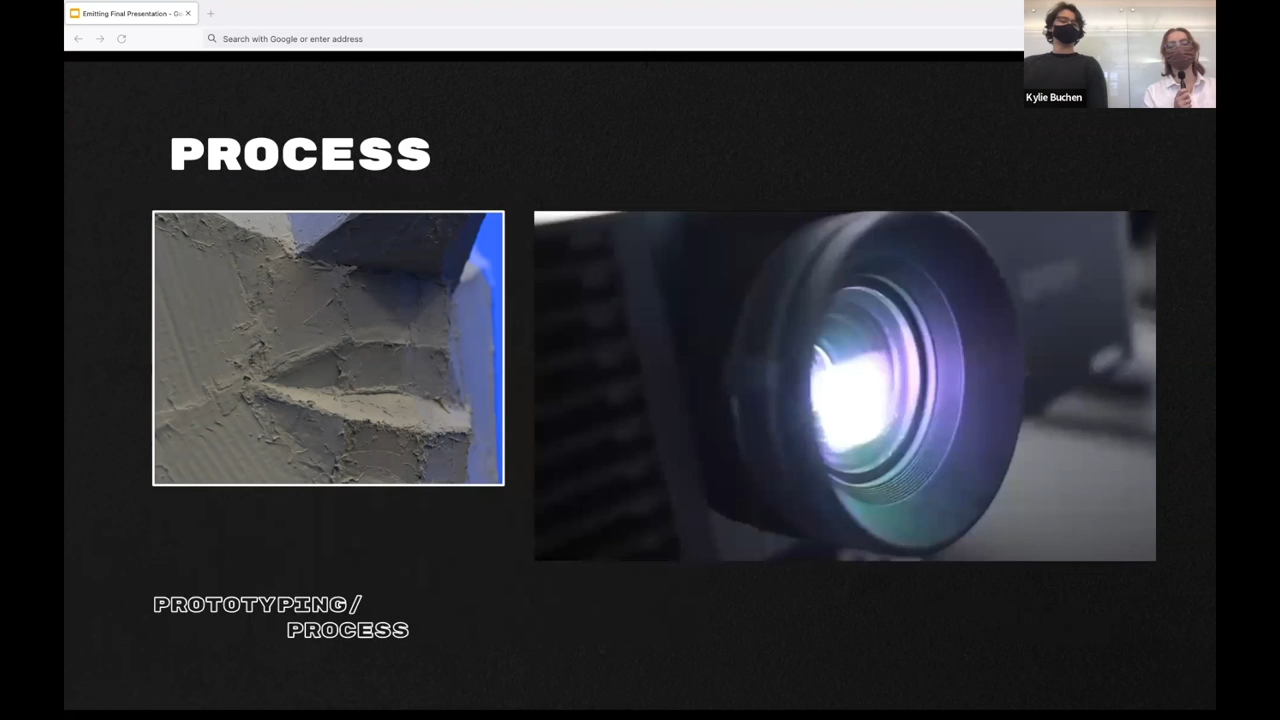 Emitting Final Presentation - Go
Search with Google or enter address
Kylie Buchen
PROCESS
PROTOTYPING/
PROCESS